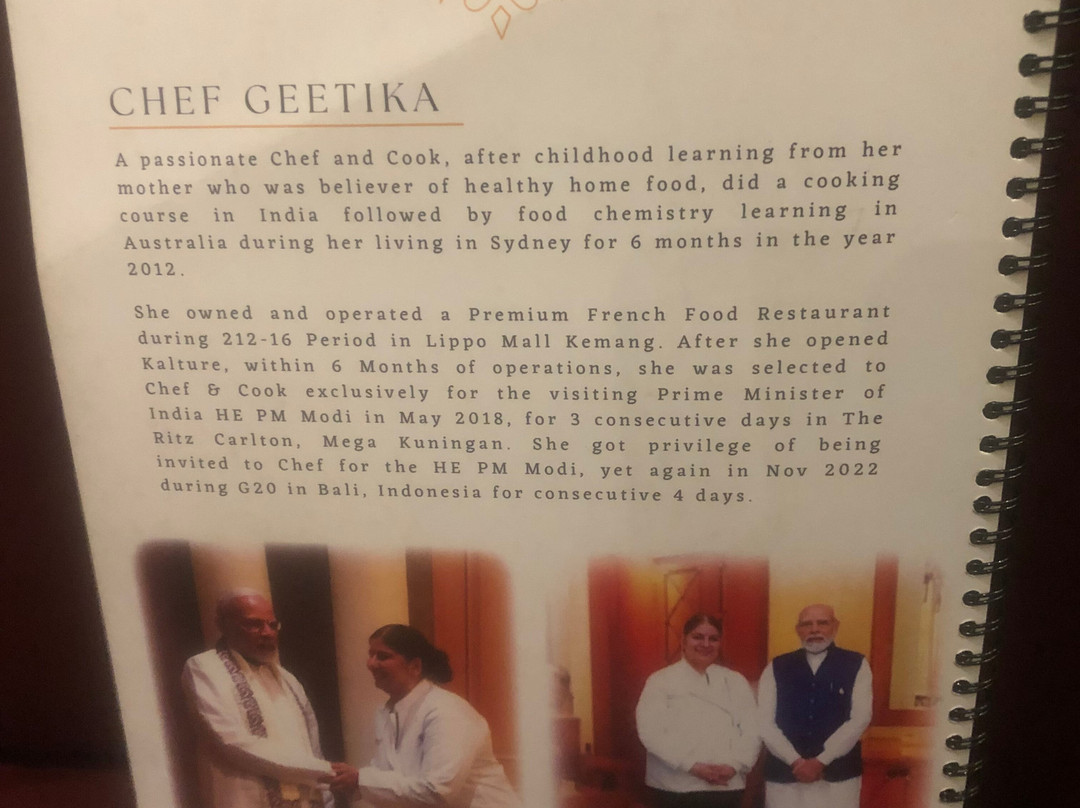 CHEF GEETIKA
A passionate Chef and Cook, after childhood learning from her
mother who was believer of healthy home food, did a cooking
course in India followed by food chemistry learning in
Australia during her living in Sydney for 6 months in the year
2012.
She owned and operated a Premium French Food Restaurant
during 212-16 Period in Lippo Mall Kemang. After she opened
Kalture, within 6 Months of operations, she was selected to
Chef & Cook exclusively for the visiting Prime Minister of
India HE PM Modi in May 2018, for 3 consecutive days in The
Ritz Carlton, Mega Kuningan. She got privilege of being
invited to Chef for the HE PM Modi, yet again in Nov 2022
during G20 in Bali, Indonesia for consecutive 4 days.